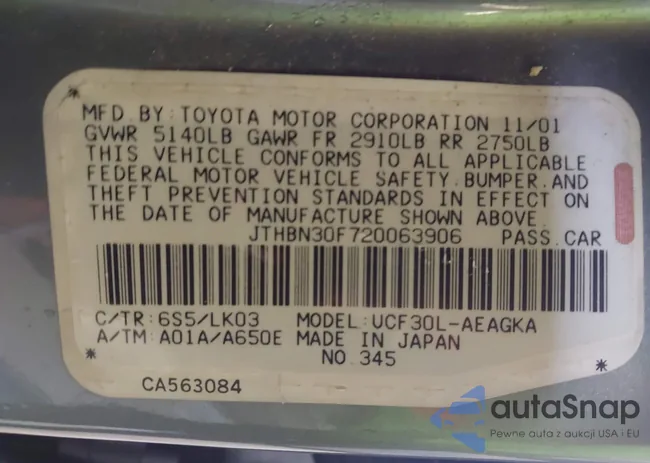 MFD. BY: TOYOTA MOTOR CORPORATION 11/01
GVWR 5140LB GAWR FR 2910LB RR 2750LB
THIS VEHICLE CONFORMS TO ALL APPLICABLE
FEDERAL MOTOR VEHICLE SAFETY, BUMPER, AND
THEFT PREVENTION STANDARDS IN EFFECT ON
THE DATE OF MANUFACTURE SHOWN ABOVE.
JTHBN30F720063906 PASS. CAR
C/TR: 6S5/LK03 MODEL: UCF30L-AEAGKA
A/TM: A01A/A650E MADE IN JAPAN
NO. 345
CA563084
autaSnap
Pewne auta z aukcji USA i EU